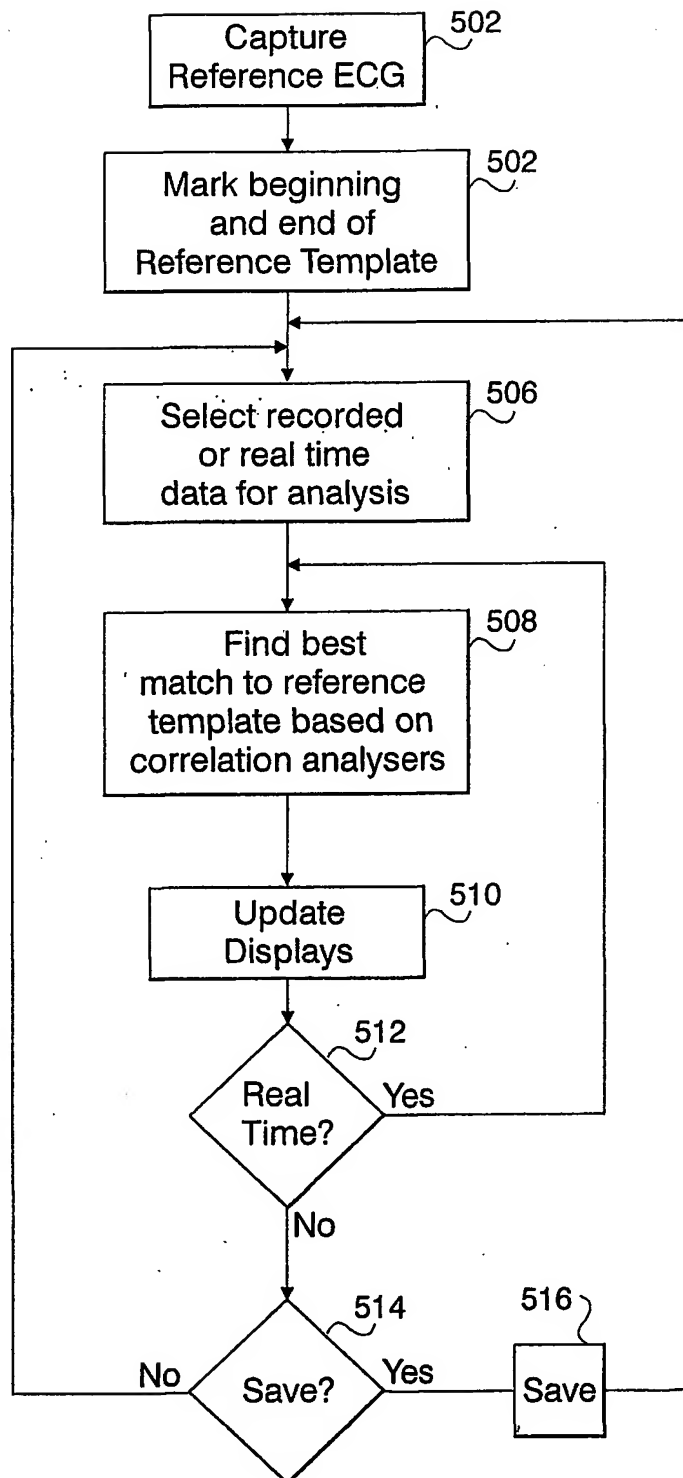 Capture
Reference ECG
502
Mark beginning
and end of
Reference Template
502
Select recorded
or real time
data for analysis
506
Find best
match to reference
template based on
correlation analysers
508
Update
Displays
510
Real
Time?
512
Yes
No
Save?
514
No
Yes
Save
516